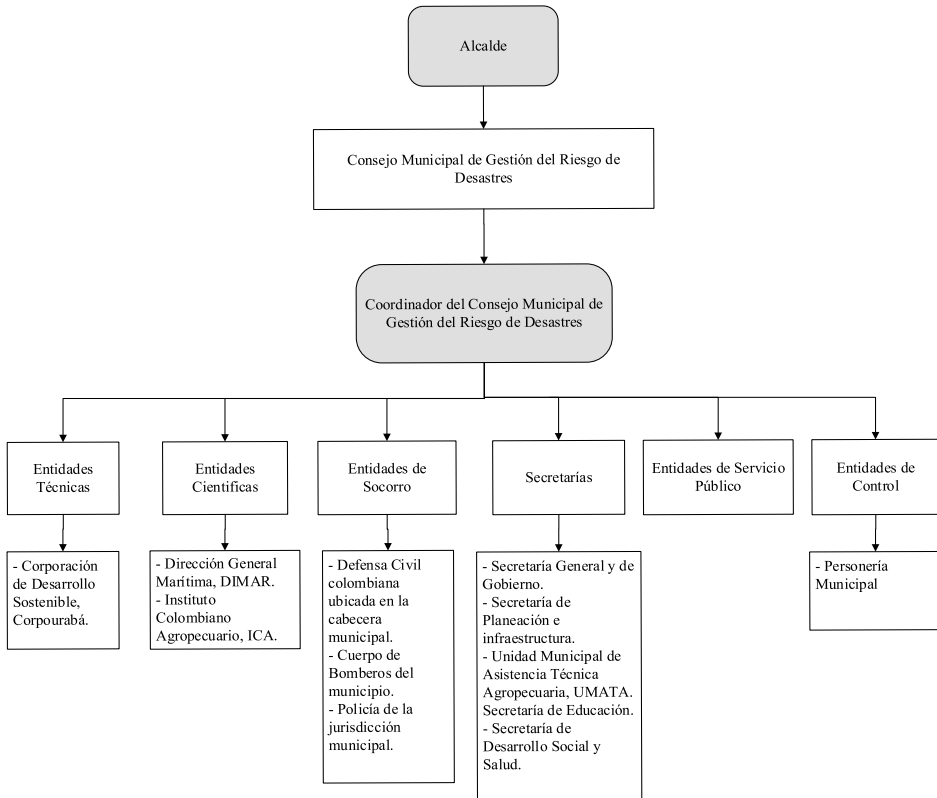 Alcalde
Consejo Municipal de Gestión del Riesgo de
Desastres
Coordinador del Consejo Municipal de
Gestión del Riesgo de Desastres
Entidades
Técnicas
Entidades
Cientificas
Entidades de
Socorro
Secretarías
Entidades de Servicio
Público
Entidades de
Control
- Corporación
de Desarrollo
Sostenible,
Corpourabá.
- Dirección General
Marítima, DIMAR.
- Instituto
Colombiano
Agropecuario, ICA.
- Defensa Civil
colombiana
ubicada en la
cabecera
municipal.
- Cuerpo de
Bomberos del
municipio.
- Policía de la
jurisdicción
municipal.
- Secretaría General y de
Gobierno.
- Secretaría de
Planeación e
infraestructura.
- Unidad Municipal de
Asistencia Técnica
Agropecuaria, UMATA.
Secretaría de Educación.
- Secretaría de
Desarrollo Social y
Salud.
- Personería
Municipal